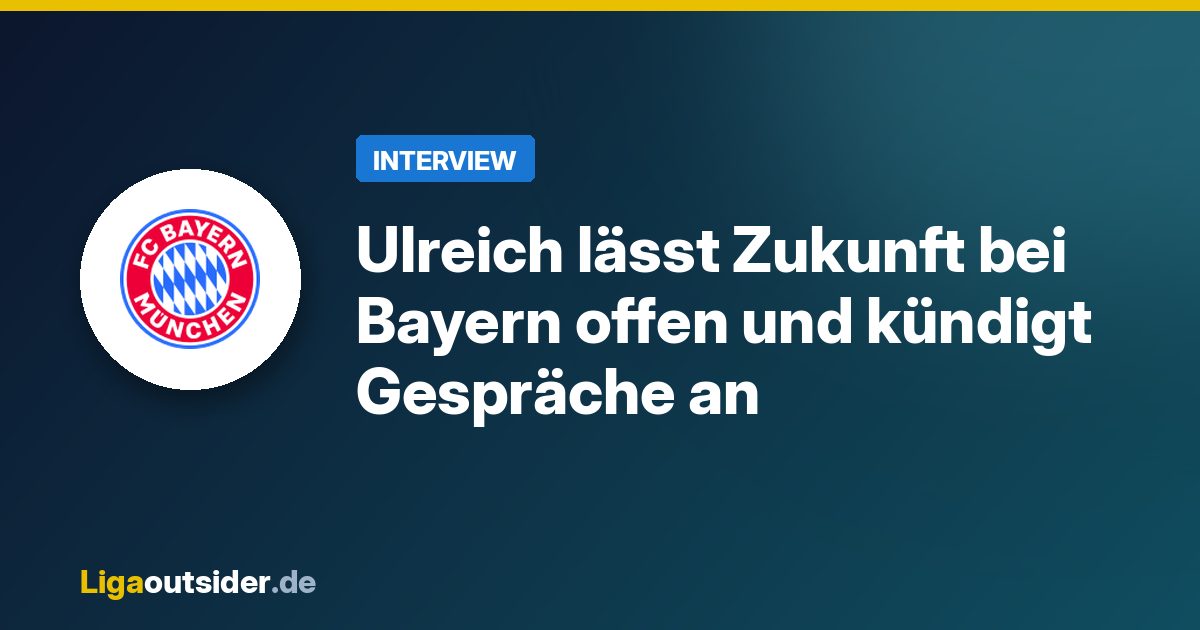 FC BAYERN
MÜNCHEN
INTERVIEW
Ulreich lässt Zukunft bei
Bayern offen und kündigt
Gespräche an
Ligaoutsider.de